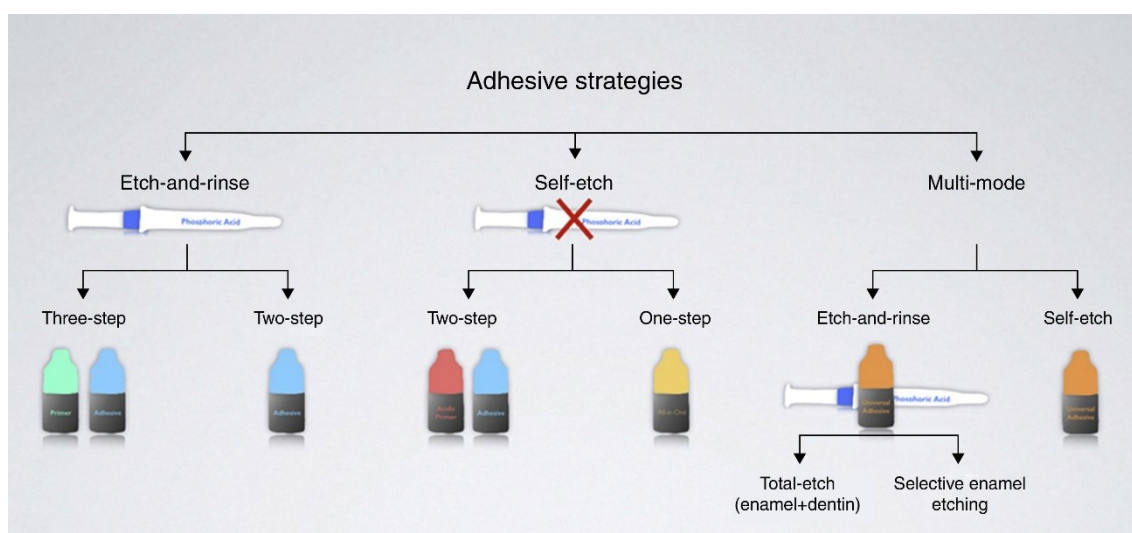 Adhesive strategies
Etch-and-rinse
Self-etch
Multi-mode
Phosphoric Acid
Phosphoric Acid
Three-step
Two-step
Two-step
One-step
Etch-and-rinse
Self-etch
Primer
Adhesive
Adhesive
Acidic
Primer
Adhesive
All-in-One
Universal
Adhesive
Phosphoric Acid
Universal
Adhesive
Total-etch
(enamel+dentin)
Selective enamel
etching